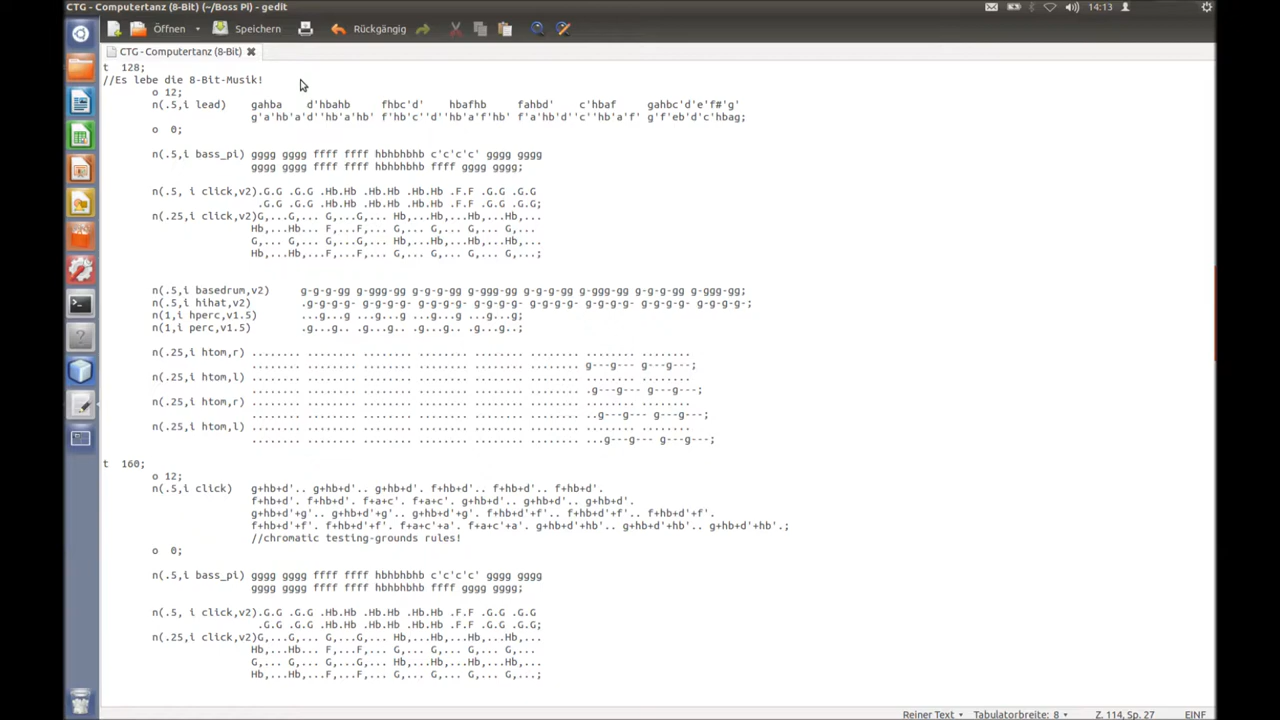 CTG - Computertanz (8-Bit) (~/Boss Pi) - gedit
14:13
Öffnen
Speichern
Rückgängig
CTG - Computertanz (8-Bit)
t  128;
//Es lebe die 8-Bit-Musik!
o 12;
n(.5,i lead)    gahba    d'hbahb     fhbc'd'    hbafhb     fahbd'    c'hbaf     gahbc'd'e'f#'g'
g'a'hb'a'd''hb'a'hb' f'hb'c''d''hb'a'f'hb' f'a'hb'd''c''hb'a'f' g'f'eb'd'c'hbag;
o  0;
n(.5,i bass_pi) gggg gggg ffff ffff hbhbhbhb c'c'c'c' gggg gggg
gggg gggg ffff ffff hbhbhbhb ffff gggg gggg;
n(.5,i click,v2).G.G .G.G .Hb.Hb .Hb.Hb .Hb.Hb .F.F .G.G .G.G
.G.G .G.G .Hb.Hb .Hb.Hb .Hb.Hb .F.F .G.G .G.G;
n(.25,i click,v2)G,...G,... G,...G,... Hb,...Hb,...Hb,...Hb,...
Hb,...Hb... F,...F,... G,... G,... G,... G,...
G,... G,... G,...G,... Hb,...Hb,...Hb,...Hb,...
Hb,...Hb,...F,...F,... G,... G,... G,... G,...;
n(.5,i basedrum,v2)     g-g-g-gg g-ggg-gg g-g-g-gg g-ggg-gg g-g-g-gg g-ggg-gg g-g-g-gg g-ggg-gg;
n(.5,i hihat,v2)        .g-g-g-g- g-g-g-g- g-g-g-g- g-g-g-g- g-g-g-g- g-g-g-g- g-g-g-g- g-g-g-g-;
n(1,i hperc,v1.5)       ...g...g ...g...g ...g...g ...g...g;
n(1,i perc,v1.5)        .g...g.. .g...g.. .g...g.. .g...g..;
n(.25,i htom,r) ........ ........ ........ ........ ........ ........ ........ ........
........ ........ ........ ........ ........ ........ g---g--- g---g---;
n(.25,i htom,l) ........ ........ ........ ........ ........ ........ ........ ........
........ ........ ........ ........ ........ ........ .g---g--- g---g---;
n(.25,i htom,r) ........ ........ ........ ........ ........ ........ ........ ........
........ ........ ........ ........ ........ ........ ..g---g--- g---g---;
n(.25,i htom,l) ........ ........ ........ ........ ........ ........ ........ ........
........ ........ ........ ........ ........ ........ ...g---g--- g---g---;
t  160;
o 12;
n(.5,i click)   g+hb+d'.. g+hb+d'.. g+hb+d'. f+hb+d'.. f+hb+d'.. f+hb+d'.
f+hb+d'. f+hb+d'. f+a+c'. f+a+c'. g+hb+d'.. g+hb+d'.. g+hb+d'.
g+hb+d'+g'.. g+hb+d'+g'.. g+hb+d'+g'. f+hb+d'+f'.. f+hb+d'+f'.. f+hb+d'+f'.
f+hb+d'+f'. f+hb+d'+f'. f+a+c'+a'. f+a+c'+a'. g+hb+d'+hb'.. g+hb+d'+hb'.. g+hb+d'+hb'.;
//chromatic testing-grounds rules!
o  0;
n(.5,i bass_pi) gggg gggg ffff ffff hbhbhbhb c'c'c'c' gggg gggg
gggg gggg ffff ffff hbhbhbhb ffff gggg gggg;
n(.5, i click,v2).G.G .G.G .Hb.Hb .Hb.Hb .Hb.Hb .F.F .G.G .G.G
.G.G .G.G .Hb.Hb .Hb.Hb .Hb.Hb .F.F .G.G .G.G;
n(.25,i click,v2)G,...G,... G,...G,... Hb,...Hb,...Hb,...Hb,...
Hb,...Hb... F,...F,... G,... G,... G,... G,...
G,... G,... G,...G,... Hb,...Hb,...Hb,...Hb,...
Hb,...Hb,...F,...F,... G,... G,... G,... G,...;
Reiner Text
Tabulatorbreite: 8
Z. 114, Sp. 27
EINF